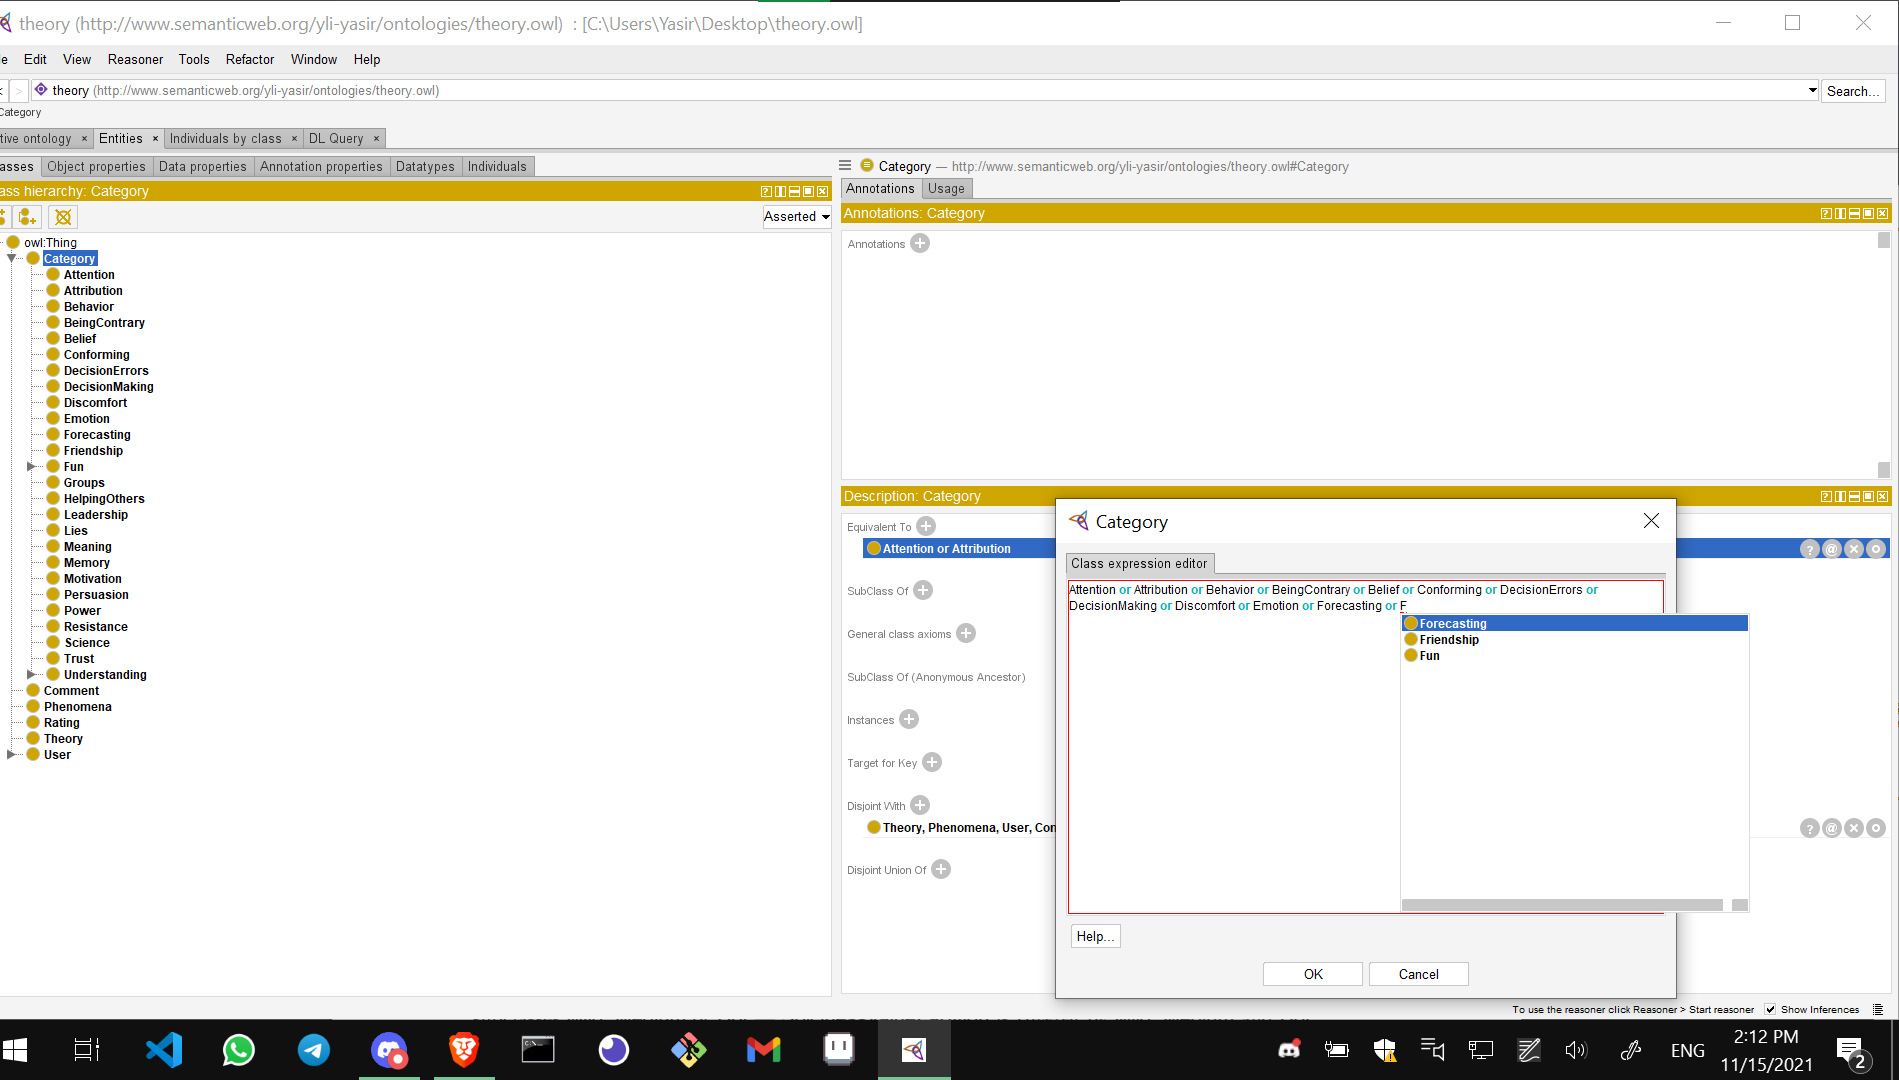 theory (http://www.semanticweb.org/yli-yasir/ontologies/theory.owl) : [C:\Users\Yasir\Desktop\theory.owl]
Edit View Reasoner Tools Refactor Window Help
theory (http://www.semanticweb.org/yli-yasir/ontologies/theory.owl)
Search...
Category
tive ontology × Entities × Individuals by class × DL Query ×
asses Object properties Data properties Annotation properties Datatypes Individuals
ass hierarchy: Category
Asserted
owl:Thing
Category
Attention
Attribution
Behavior
BeingContrary
Belief
Conforming
DecisionErrors
DecisionMaking
Discomfort
Emotion
Forecasting
Friendship
Fun
Groups
HelpingOthers
Leadership
Lies
Meaning
Memory
Motivation
Persuasion
Power
Resistance
Science
Trust
Understanding
Comment
Phenomena
Rating
Theory
User
Category — http://www.semanticweb.org/yli-yasir/ontologies/theory.owl#Category
Annotations Usage
Annotations: Category
Annotations
Description: Category
Equivalent To
Attention or Attribution
SubClass Of
General class axioms
SubClass Of (Anonymous Ancestor)
Instances
Target for Key
Disjoint With
Theory, Phenomena, User, Con
Disjoint Union Of
Category
Class expression editor
Attention or Attribution or Behavior or BeingContrary or Belief or Conforming or DecisionErrors or
DecisionMaking or Discomfort or Emotion or Forecasting or F
Forecasting
Friendship
Fun
Help...
OK Cancel
To use the reasoner click Reasoner > Start reasoner Show Inferences
ENG
2:12 PM
11/15/2021
2